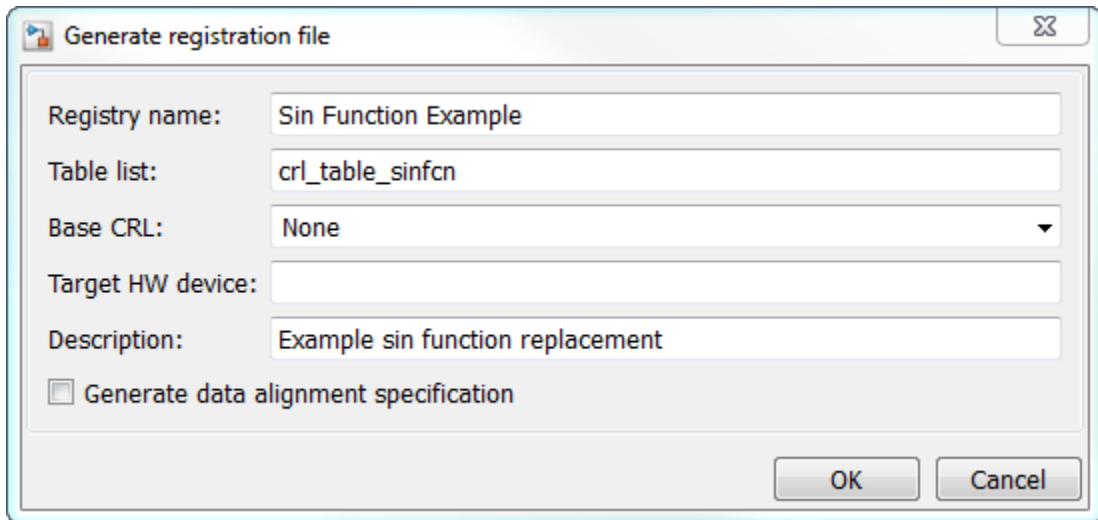 Generate registration file
Registry name: Sin Function Example
Table list: crl_table_sinfcn
Base CRL: None
Target HW device:
Description: Example sin function replacement
Generate data alignment specification
OK Cancel